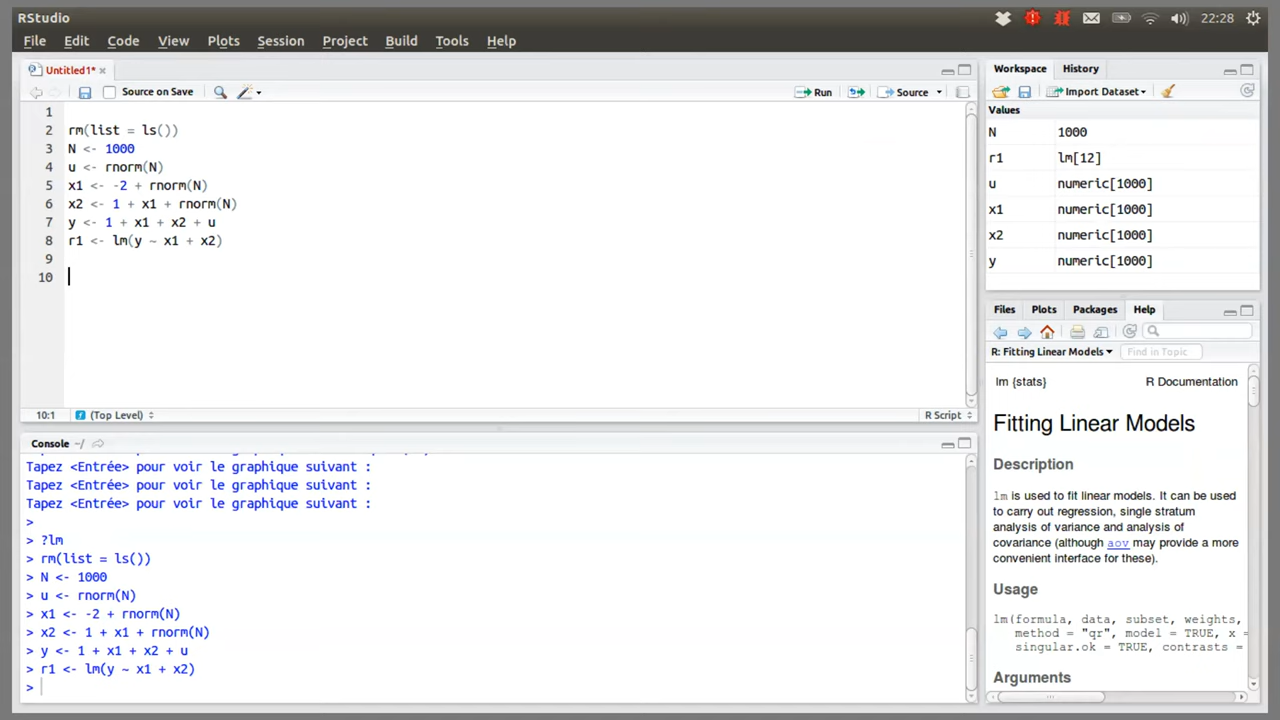 RStudio
22:28
File Edit Code View Plots Session Project Build Tools Help
Untitled1*
Source on Save
Run
Source
1
2 rm(list = ls())
3 N <- 1000
4 u <- rnorm(N)
5 x1 <- -2 + rnorm(N)
6 x2 <- 1 + x1 + rnorm(N)
7 y <- 1 + x1 + x2 + u
8 r1 <- lm(y ~ x1 + x2)
9
10
10:1 (Top Level)
R Script
Console ~/
Tapez <Entrée> pour voir le graphique suivant :
Tapez <Entrée> pour voir le graphique suivant :
Tapez <Entrée> pour voir le graphique suivant :
>
> ?lm
> rm(list = ls())
> N <- 1000
> u <- rnorm(N)
> x1 <- -2 + rnorm(N)
> x2 <- 1 + x1 + rnorm(N)
> y <- 1 + x1 + x2 + u
> r1 <- lm(y ~ x1 + x2)
>
Workspace History
Import Dataset
Values
N 1000
r1 lm[12]
u numeric[1000]
x1 numeric[1000]
x2 numeric[1000]
y numeric[1000]
Files Plots Packages Help
R: Fitting Linear Models
Find in Topic
lm {stats} R Documentation
Fitting Linear Models
Description
lm is used to fit linear models. It can be used
to carry out regression, single stratum
analysis of variance and analysis of
covariance (although aov may provide a more
convenient interface for these).
Usage
lm(formula, data, subset, weights,
method = "qr", model = TRUE, x =
singular.ok = TRUE, contrasts =
Arguments